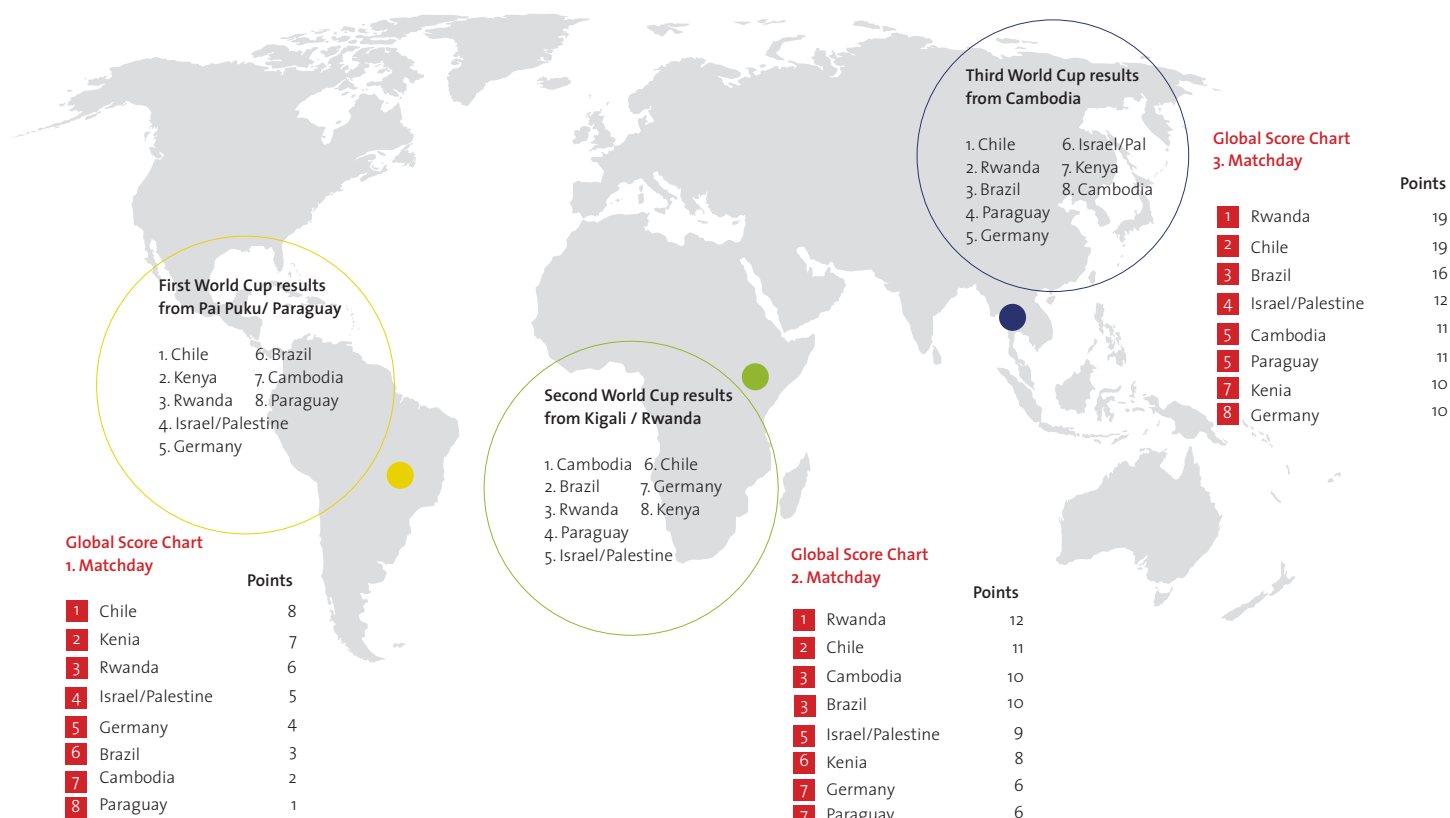 First World Cup results
from Pai Puku/ Paraguay
1. Chile 6. Brazil
2. Kenya 7. Cambodia
3. Rwanda 8. Paraguay
4. Israel/Palestine
5. Germany
Global Score Chart
1. Matchday
Points
1 Chile 8
2 Kenia 7
3 Rwanda 6
4 Israel/Palestine 5
5 Germany 4
6 Brazil 3
7 Cambodia 2
8 Paraguay 1
Second World Cup results
from Kigali / Rwanda
1. Cambodia 6. Chile
2. Brazil 7. Germany
3. Rwanda 8. Kenya
4. Paraguay
5. Israel/Palestine
Global Score Chart
2. Matchday
Points
1 Rwanda 12
2 Chile 11
3 Cambodia 10
3 Brazil 10
5 Israel/Palestine 9
6 Kenia 8
7 Germany 6
7 Paraguay 6
Third World Cup results
from Cambodia
1. Chile 6. Israel/Pal
2. Rwanda 7. Kenya
3. Brazil 8. Cambodia
4. Paraguay
5. Germany
Global Score Chart
3. Matchday
Points
1 Rwanda 19
2 Chile 19
3 Brazil 16
4 Israel/Palestine 12
5 Cambodia 11
5 Paraguay 11
7 Kenia 10
8 Germany 10